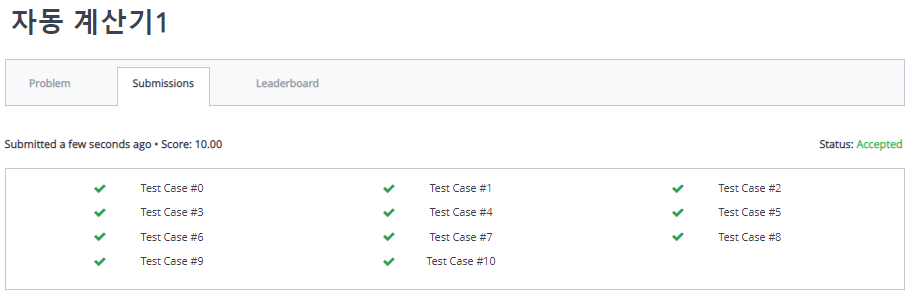 자동 계산기1
Problem Submissions Leaderboard
Submitted a few seconds ago • Score: 10.00 Status: Accepted
Test Case #0 Test Case #1 Test Case #2
Test Case #3 Test Case #4 Test Case #5
Test Case #6 Test Case #7 Test Case #8
Test Case #9 Test Case #10